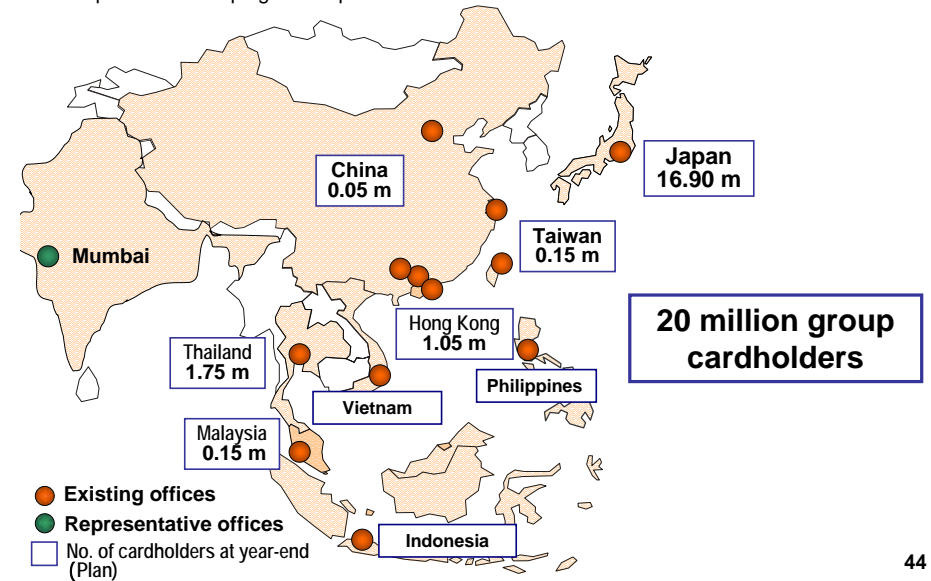 China
0.05 m
Japan
16.90 m
Taiwan
0.15 m
Mumbai
Hong Kong
1.05 m
20 million group
cardholders
Thailand
1.75 m
Philippines
Vietnam
Malaysia
0.15 m
Existing offices
Representative offices
No. of cardholders at year-end
(Plan)
Indonesia
44